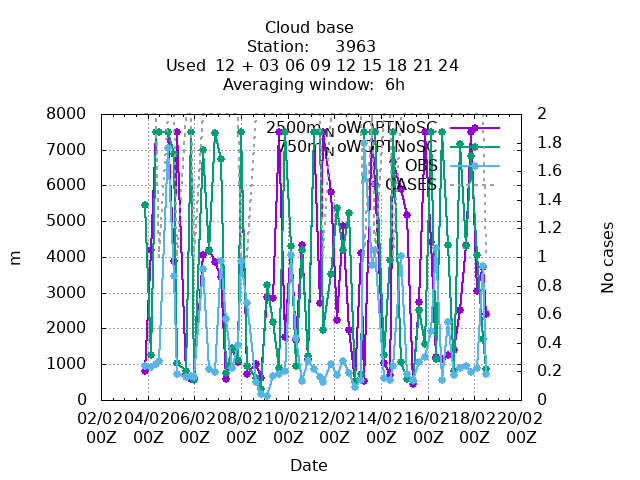 Cloud base
Station: 3963
Used 12 + 03 06 09 12 15 18 21 24
Averaging window: 6h
8000
7000
6000
5000
4000
3000
2000
1000
0
m
2500m_NoWGPTNoSC
750m_NoWGPTNoSC
OBS
CASES
2
1.8
1.6
1.4
1.2
1
0.8
0.6
0.4
0.2
0
No cases
02/02 04/02 06/02 08/02 10/02 12/02 14/02 16/02 18/02 20/02
00Z 00Z 00Z 00Z 00Z 00Z 00Z 00Z 00Z 00Z
Date